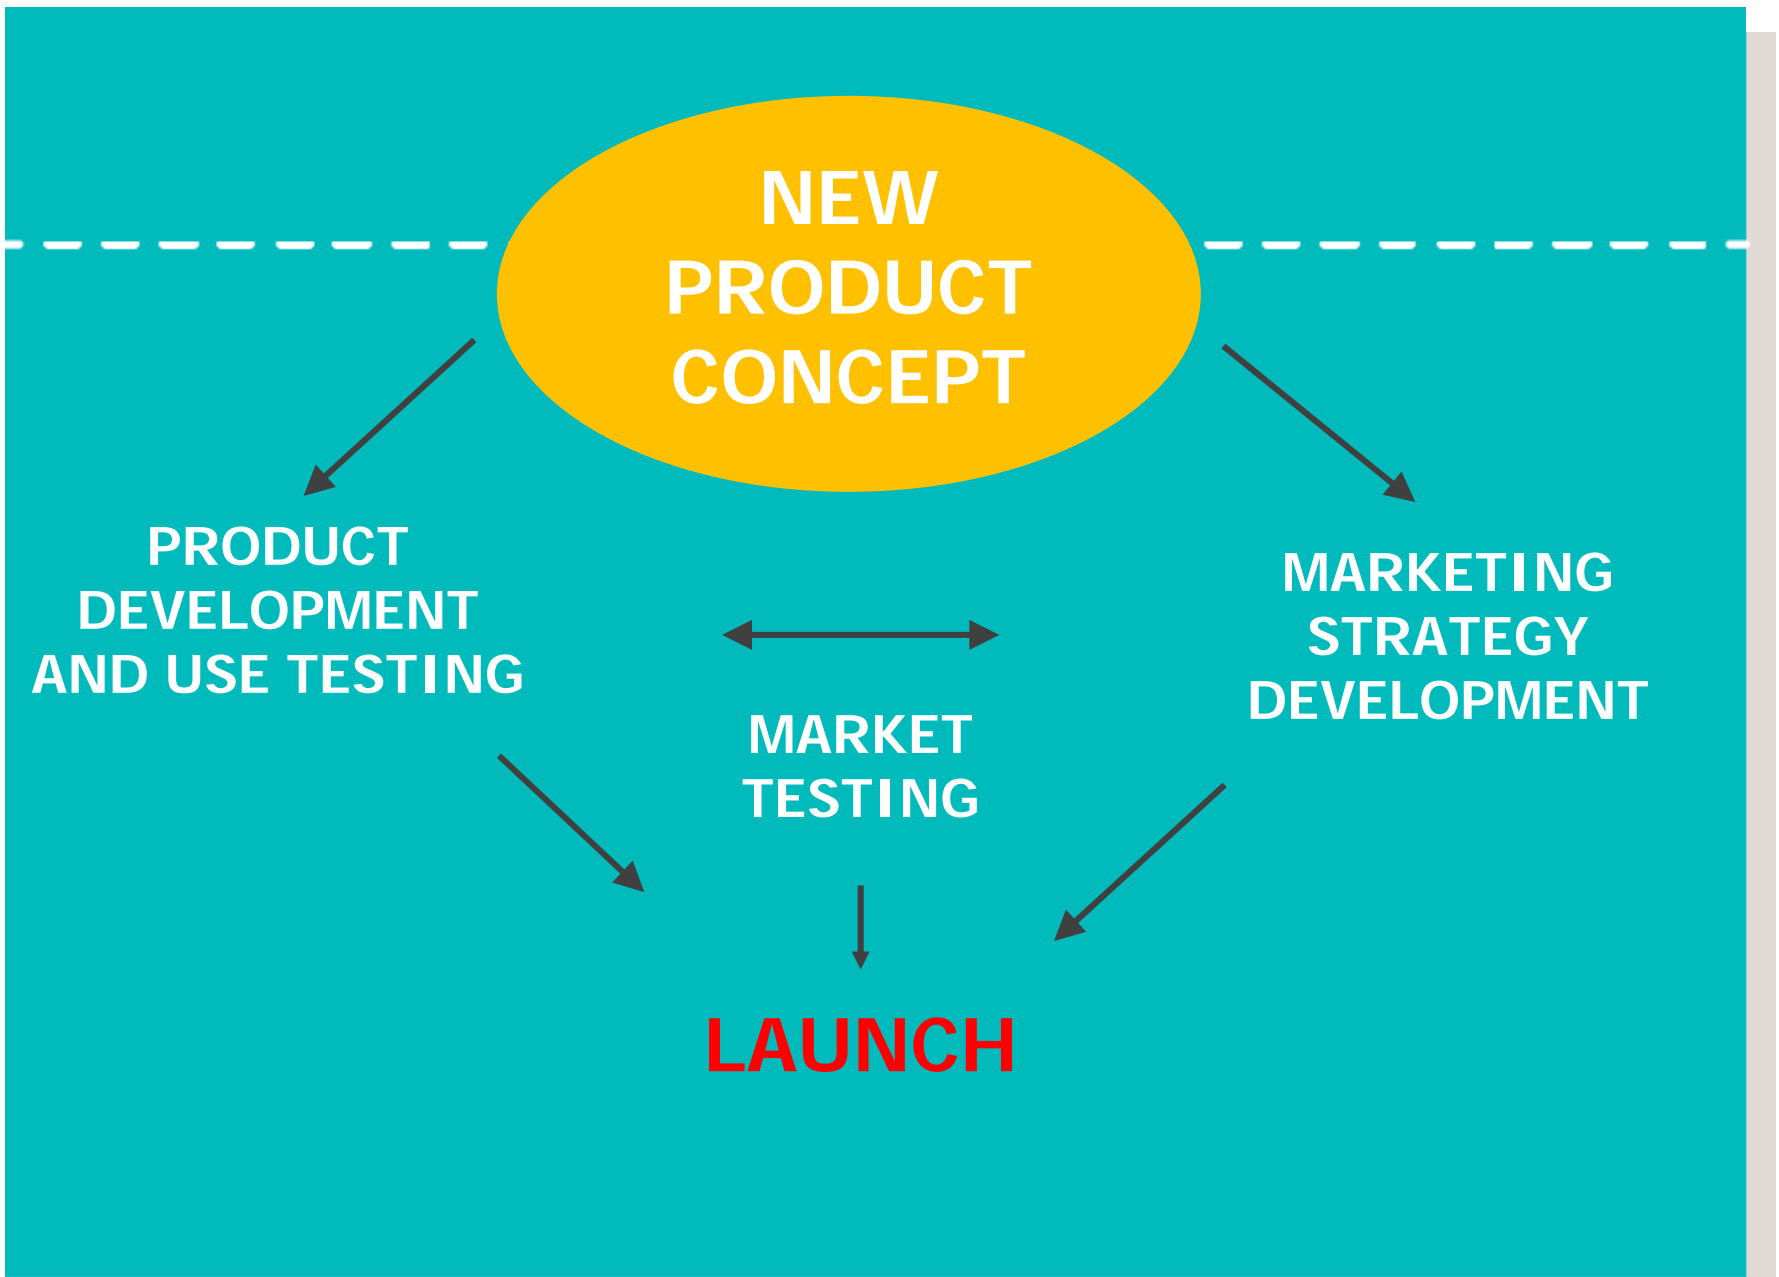 NEW
PRODUCT
CONCEPT
PRODUCT
DEVELOPMENT
AND USE TESTING
MARKETING
STRATEGY
DEVELOPMENT
MARKET
TESTING
LAUNCH